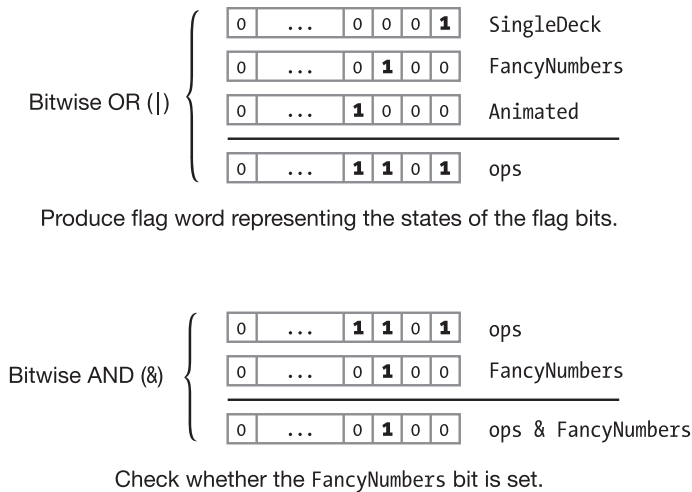 0 ... 0 0 0 1 SingleDeck
0 ... 0 1 0 0 FancyNumbers
Bitwise OR (|)
0 ... 1 0 0 0 Animated
0 ... 1 1 0 1 ops
Produce flag word representing the states of the flag bits.
0 ... 1 1 0 1 ops
Bitwise AND (&)
0 ... 0 1 0 0 FancyNumbers
0 ... 0 1 0 0 ops & FancyNumbers
Check whether the FancyNumbers bit is set.